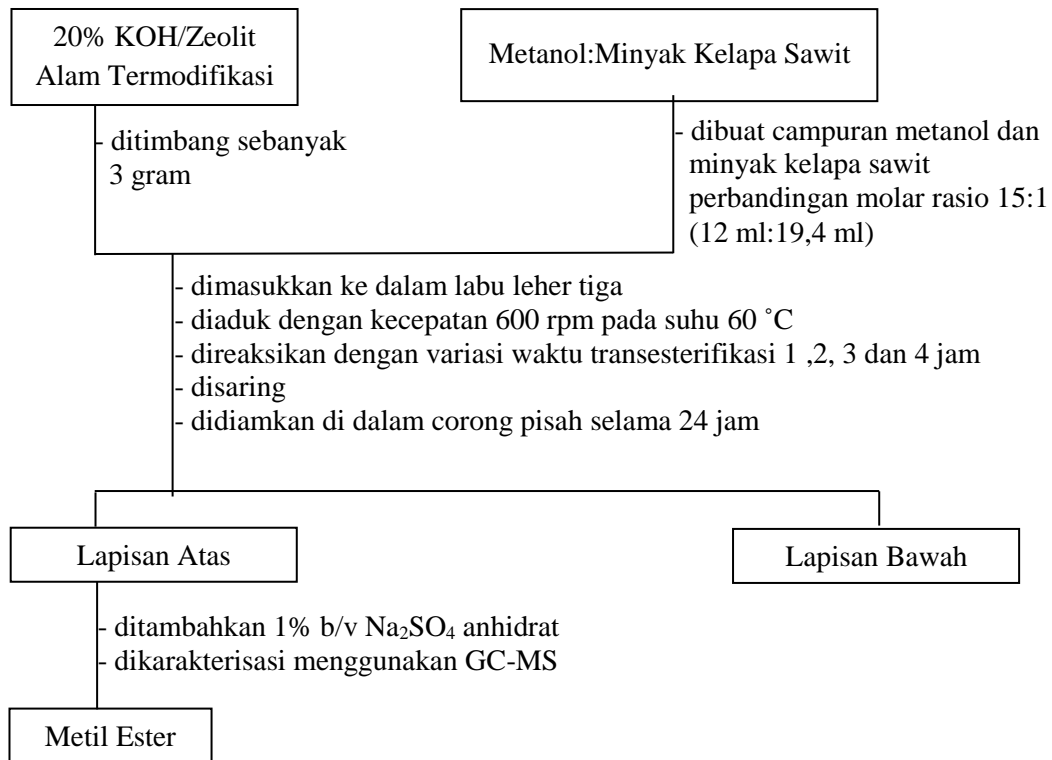 20% KOH/Zeolit
Alam Termodifikasi
Metanol:Minyak Kelapa Sawit
- ditimbang sebanyak
3 gram
- dibuat campuran metanol dan
minyak kelapa sawit
perbandingan molar rasio 15:1
(12 ml:19,4 ml)
- dimasukkan ke dalam labu leher tiga
- diaduk dengan kecepatan 600 rpm pada suhu 60 ˚C
- direaksikan dengan variasi waktu transesterifikasi 1 ,2, 3 dan 4 jam
- disaring
- didiamkan di dalam corong pisah selama 24 jam
Lapisan Atas
Lapisan Bawah
- ditambahkan 1% b/v Na₂SO₄ anhidrat
- dikarakterisasi menggunakan GC-MS
Metil Ester